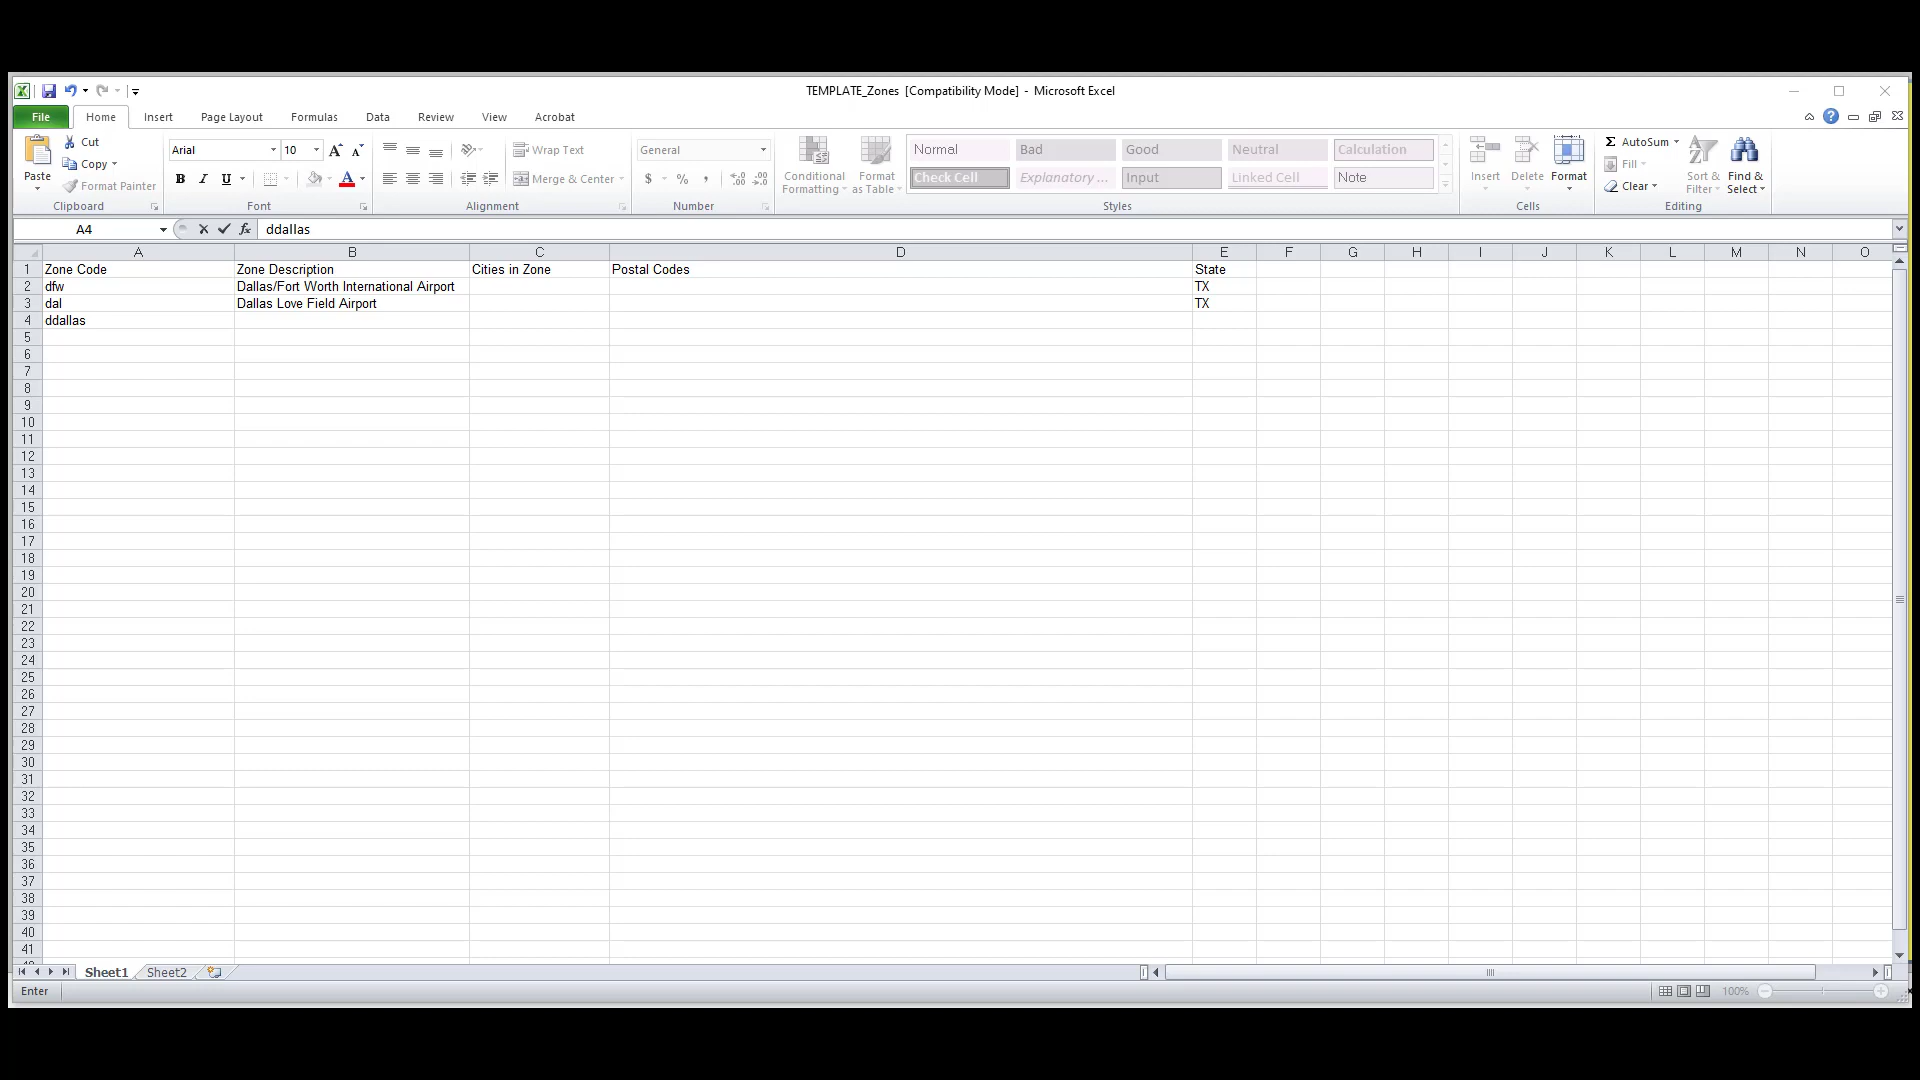 TEMPLATE_Zones [Compatibility Mode] - Microsoft Excel
File Home Insert Page Layout Formulas Data Review View Acrobat
Paste Cut Copy Format Painter Clipboard
Arial 10 B I U A Font
Wrap Text Merge & Center Alignment
General $ % , Number
Conditional Formatting Format as Table
Normal Bad Good Neutral Calculation
Check Cell Explanatory ... Input Linked Cell Note
Styles
Insert Delete Format Cells
AutoSum Fill Clear Sort & Filter Find & Select Editing
A4 fx ddallas
A B C D E F G H I J K L M N O
1 Zone Code Zone Description Cities in Zone Postal Codes State
2 dfw Dallas/Fort Worth International Airport TX
3 dal Dallas Love Field Airport TX
4 ddallas
5
6
7
8
9
10
11
12
13
14
15
16
17
18
19
20
21
22
23
24
25
26
27
28
29
30
31
32
33
34
35
36
37
38
39
40
41
Sheet1 Sheet2
Enter 100%